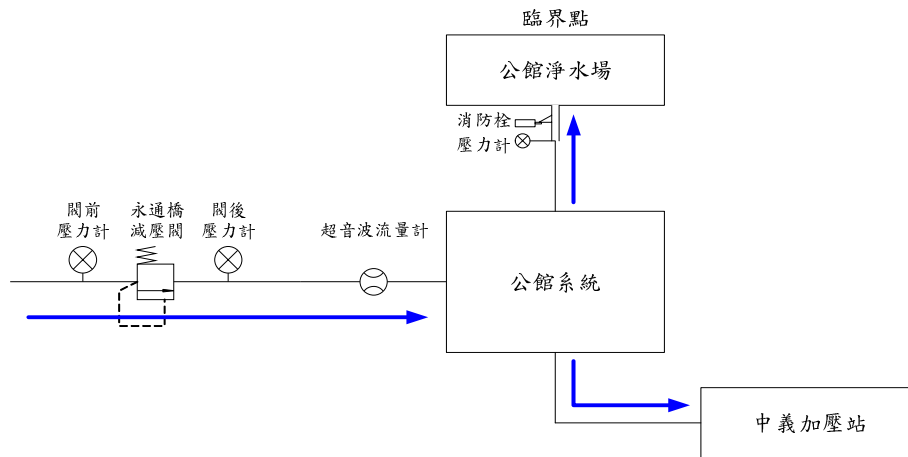 臨界點
公館淨水場
消防栓
壓力計
閥前
壓力計
永通橋
減壓閥
閥後
壓力計
超音波流量計
公館系統
中義加壓站